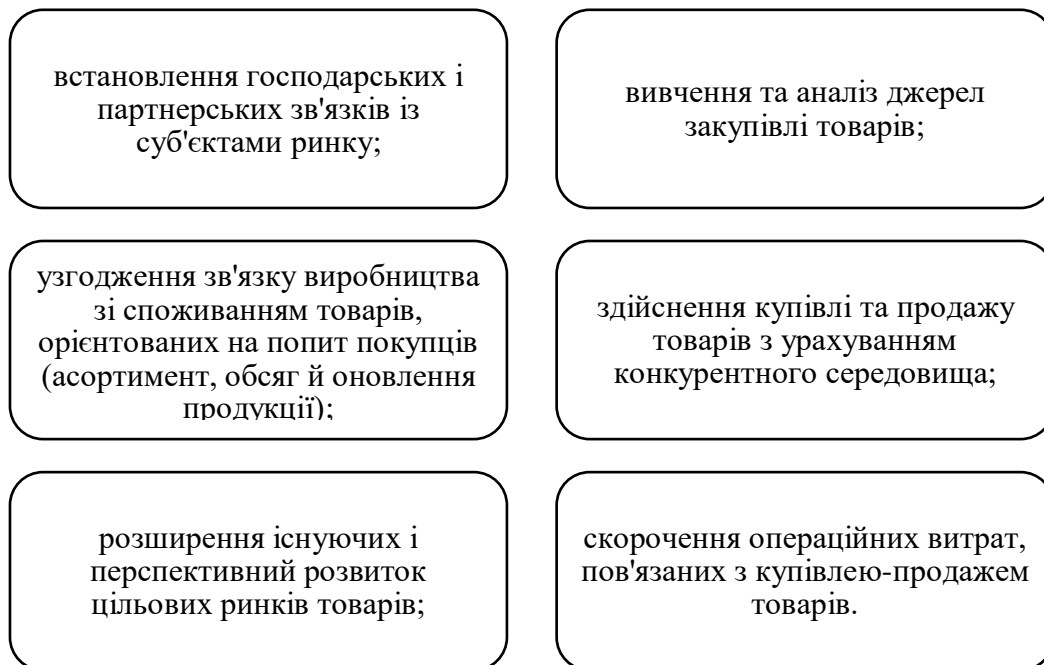 встановлення господарських і
партнерських зв'язків із
суб'єктами ринку;
вивчення та аналіз джерел
закупівлі товарів;
узгодження зв'язку виробництва
зі споживанням товарів,
орієнтованих на попит покупців
(асортимент, обсяг й оновлення
продукції);
здійснення купівлі та продажу
товарів з урахуванням
конкурентного середовища;
розширення існуючих і
перспективний розвиток
цільових ринків товарів;
скорочення операційних витрат,
пов'язаних з купівлею-продажем
товарів.